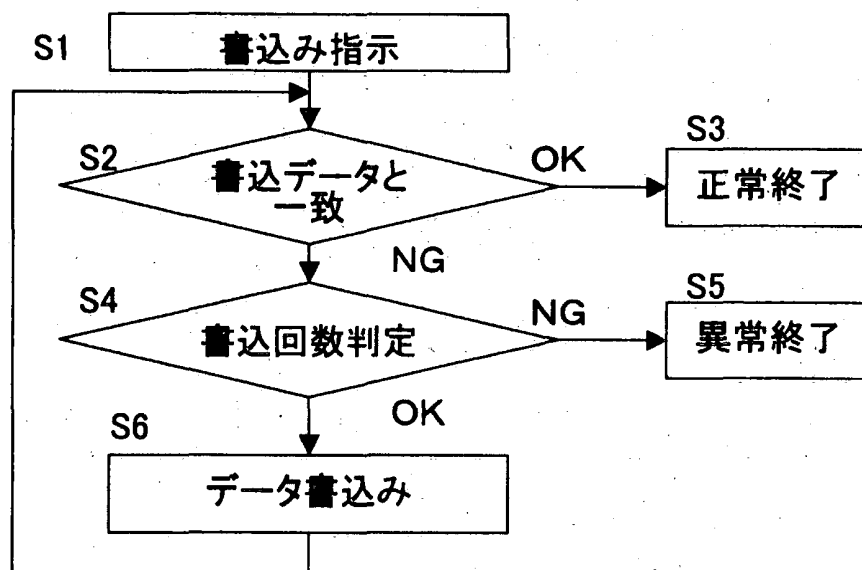 S1
書込み指示
S2
書込データと
一致
OK
S3
正常終了
NG
S4
書込回数判定
NG
S5
異常終了
OK
S6
データ書込み